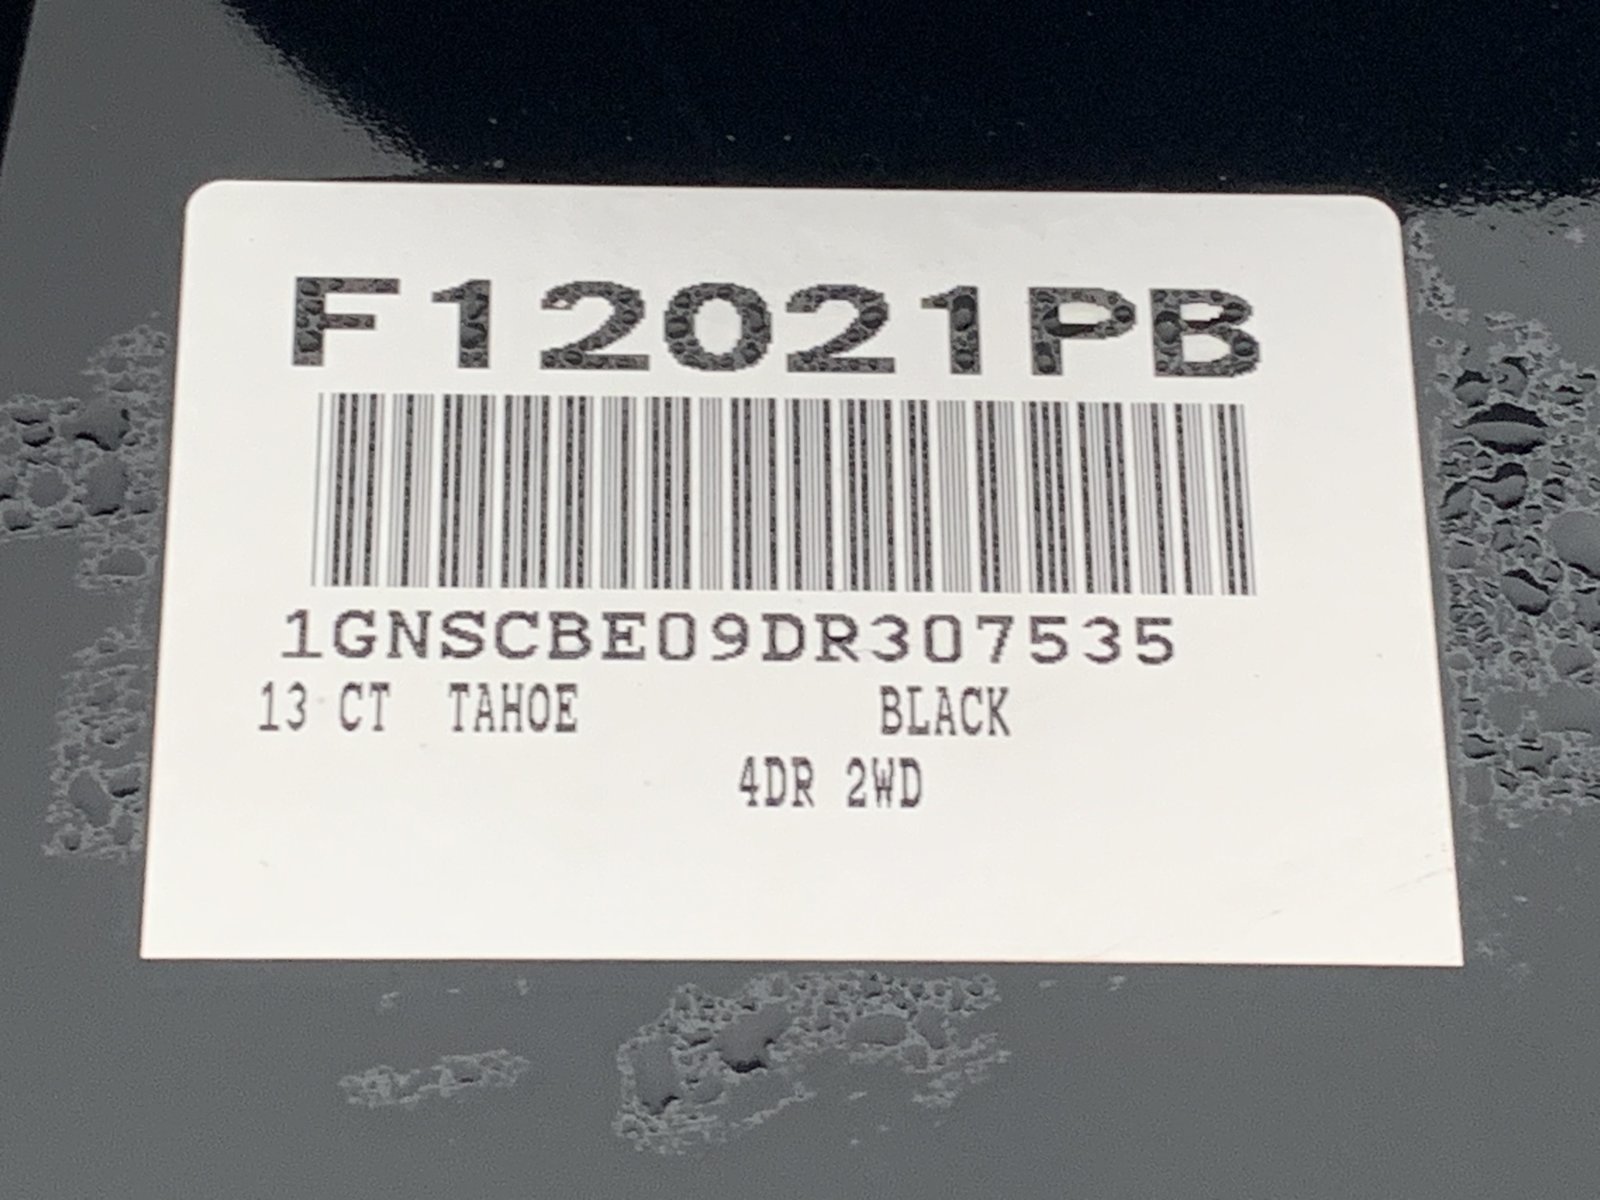 F12021PB
1GNSCBE09DR307535
13 CT TAHOE BLACK
4DR 2WD